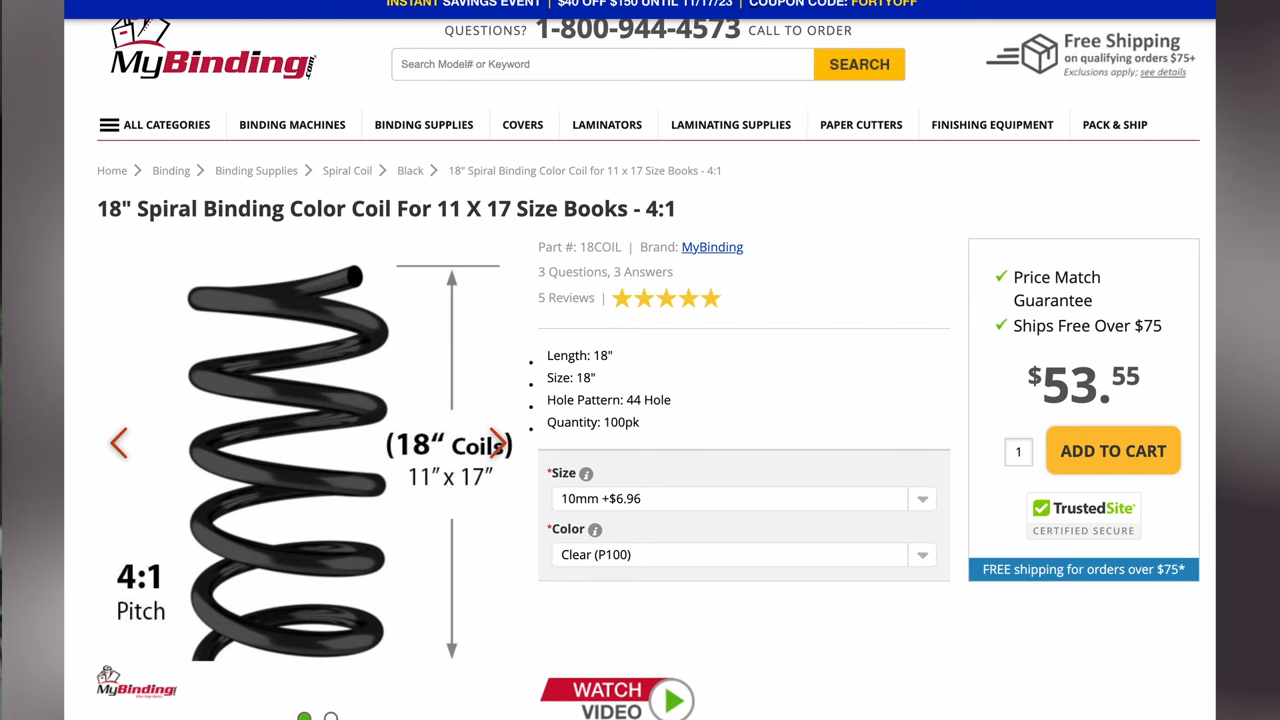 INSTANT SAVINGS EVENT | $40 OFF $150 UNTIL 11/17/23 | COUPON CODE: FORTYOFF
MyBinding.com
QUESTIONS? 1-800-944-4573 CALL TO ORDER
Search Model# or Keyword
SEARCH
Free Shipping
on qualifying orders $75+
Exclusions apply; see details
ALL CATEGORIES
BINDING MACHINES
BINDING SUPPLIES
COVERS
LAMINATORS
LAMINATING SUPPLIES
PAPER CUTTERS
FINISHING EQUIPMENT
PACK & SHIP
Home > Binding > Binding Supplies > Spiral Coil > Black > 18" Spiral Binding Color Coil for 11 x 17 Size Books - 4:1
18" Spiral Binding Color Coil For 11 X 17 Size Books - 4:1
(18“ Coils)
11” x 17”
4:1
Pitch
MyBinding
Part #: 18COIL | Brand: MyBinding
3 Questions, 3 Answers
5 Reviews |
Length: 18"
Size: 18"
Hole Pattern: 44 Hole
Quantity: 100pk
*Size
10mm +$6.96
*Color
Clear (P100)
WATCH
VIDEO
Price Match
Guarantee
Ships Free Over $75
$53.55
1
ADD TO CART
TrustedSite
CERTIFIED SECURE
FREE shipping for orders over $75*